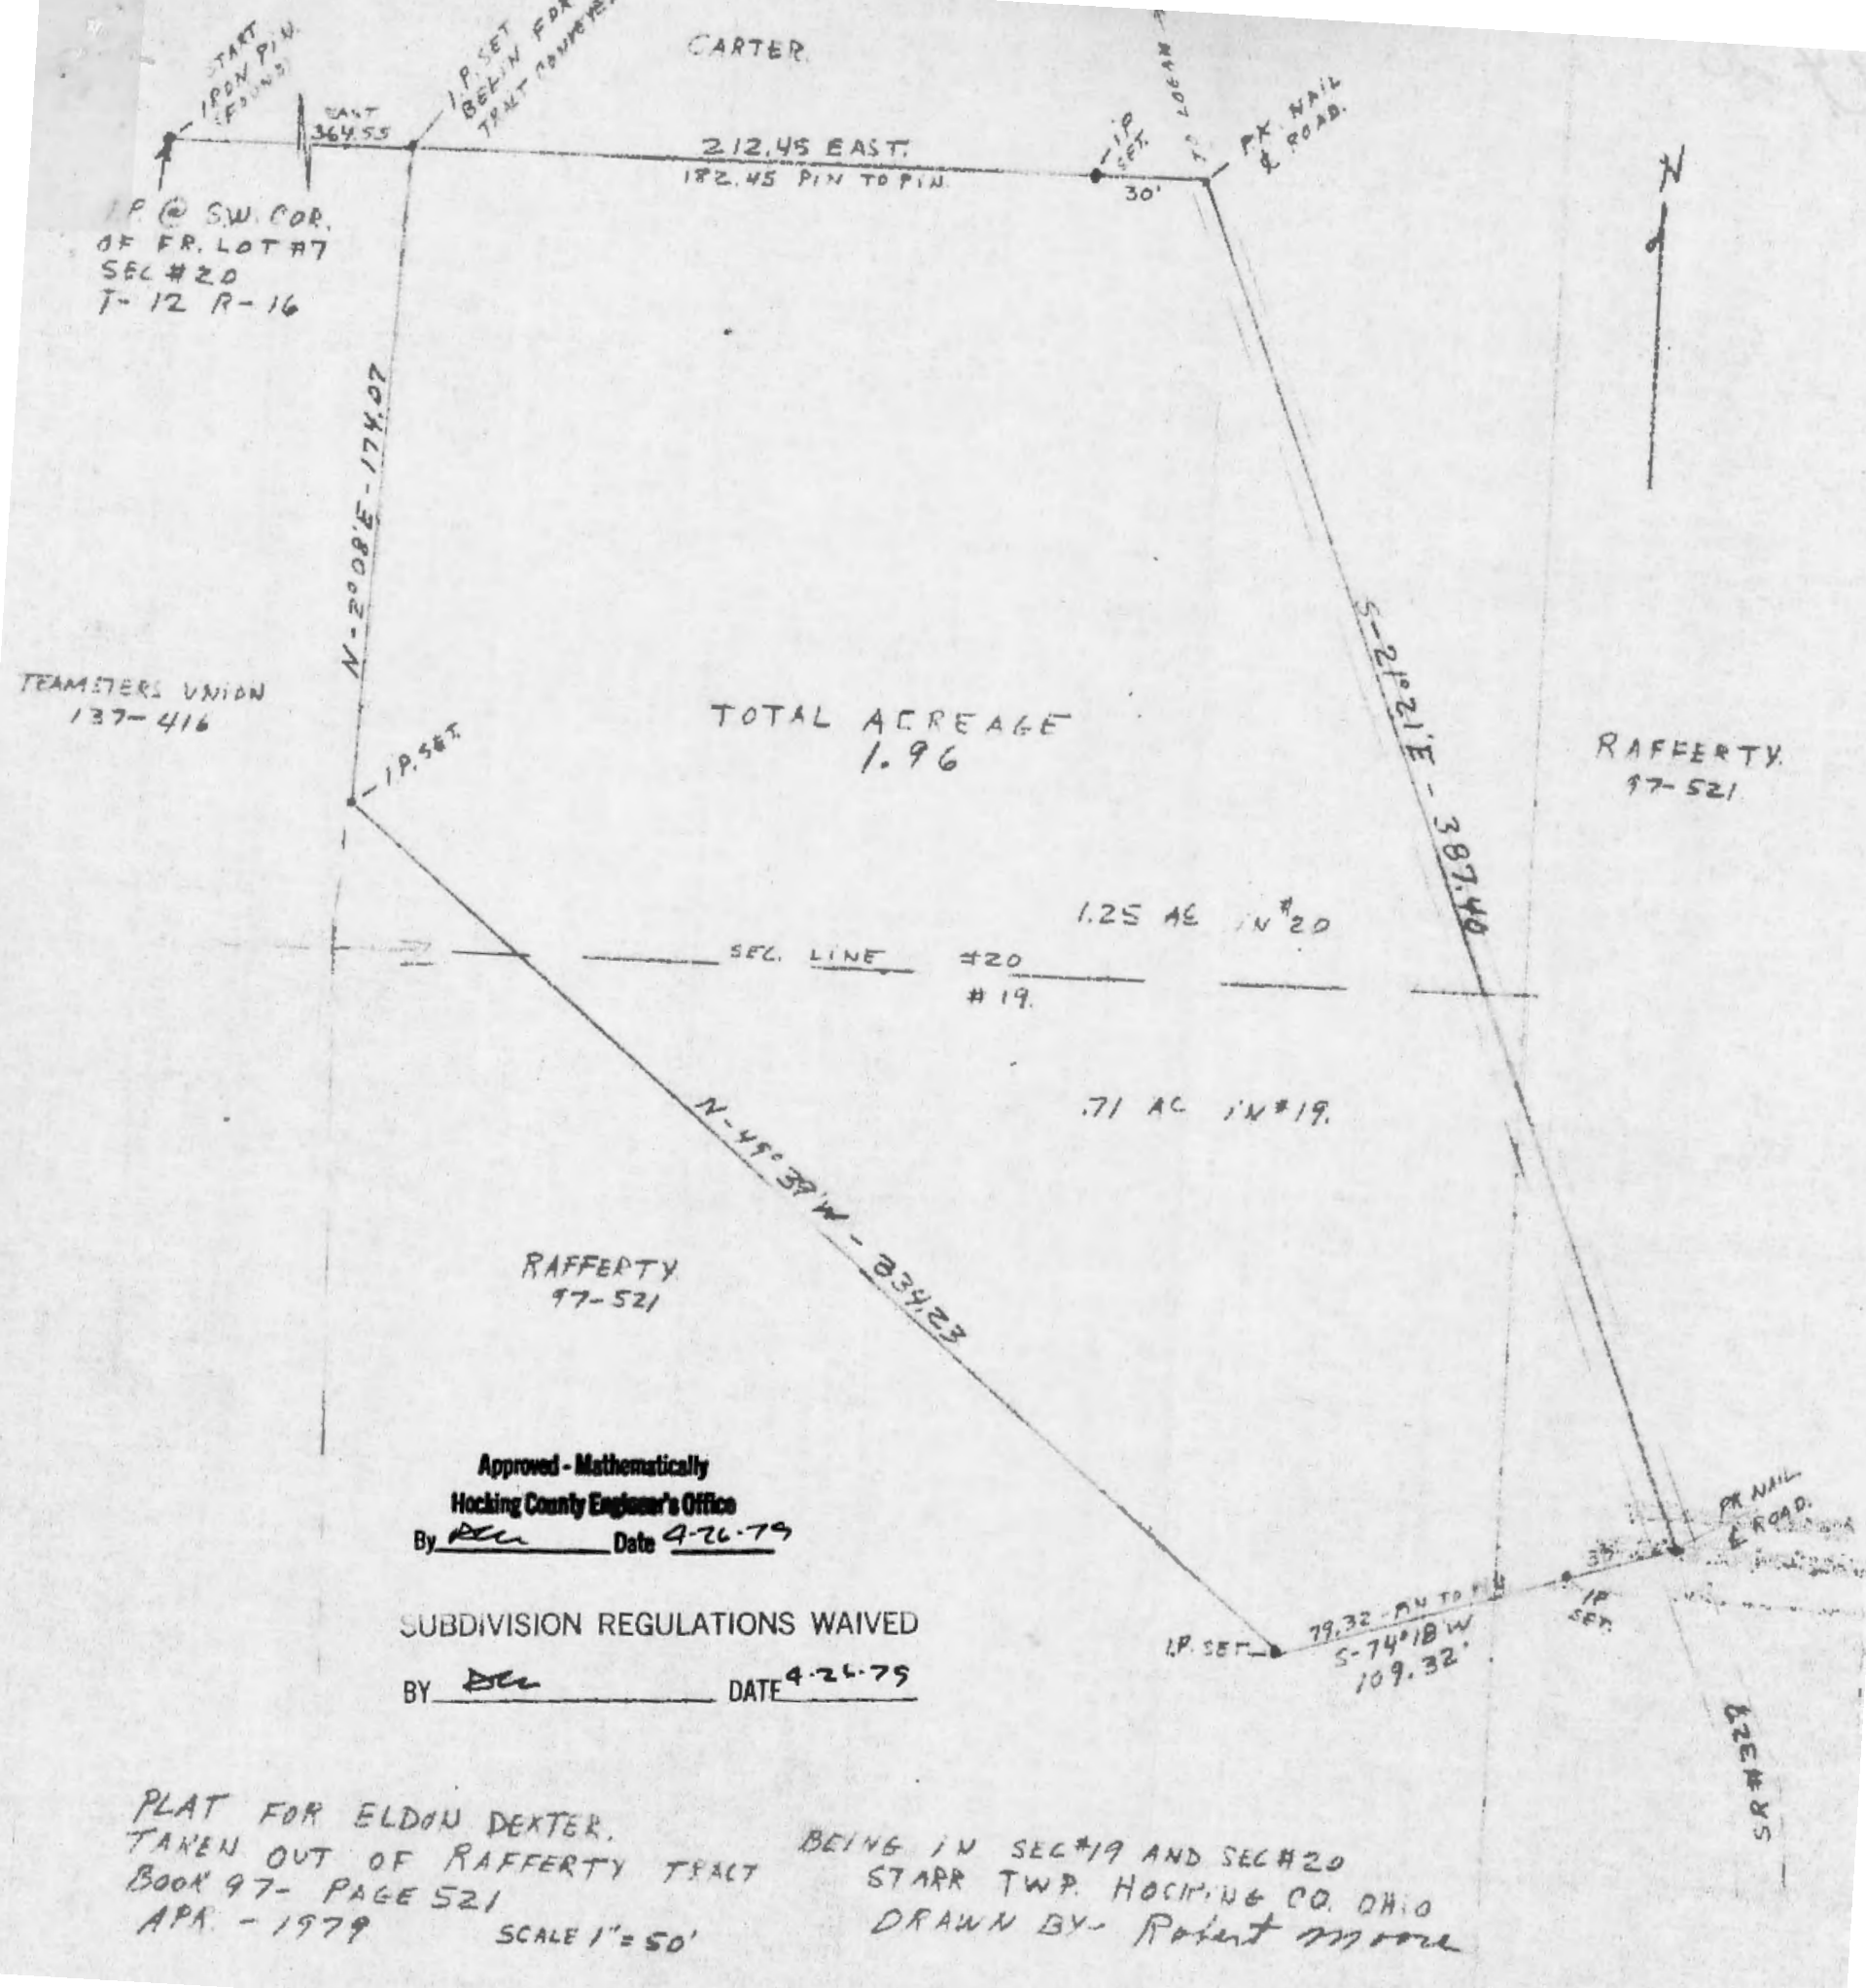 START
IRON PIN
(FOUND)
I.P. SET
BEGIN FOR
TRACT CONVEYE
CARTER.
TO LOGAN
P.K. NAIL
℄ ROAD.
EAST
364.55
212.45 EAST.
182.45 PIN TO PIN.
I.P.
SET.
30'
N
I.P. @ S.W. COR.
OF FR. LOT #7
SEC #20
T-12 R-16
N-2°08'E-174.07
S-21°21'E - 387.40
TEAMSTERS UNION
137-416
I.P. SET.
TOTAL ACREAGE
1.96
RAFFERTY.
97-521
1.25 AC IN #20
SEC. LINE #20
#19.
.71 AC IN #19.
N-49°39'W - 334.23
RAFFERTY
97-521
Approved - Mathematically
Hocking County Engineer's Office
By Date 4-26-79
SUBDIVISION REGULATIONS WAIVED
BY DATE 4-26-79
PK NAIL
℄ ROAD.
I.P.
SET.
I.P. SET
79.32 - PIN TO
S-74°18'W
109.32'
SR #328
PLAT FOR ELDON DEXTER.
TAKEN OUT OF RAFFERTY TRACT
BOOK 97- PAGE 521
APR. - 1979 SCALE 1"=50'
BEING IN SEC #19 AND SEC #20
STARR TWP. HOCKING CO. OHIO
DRAWN BY- Robert Moore